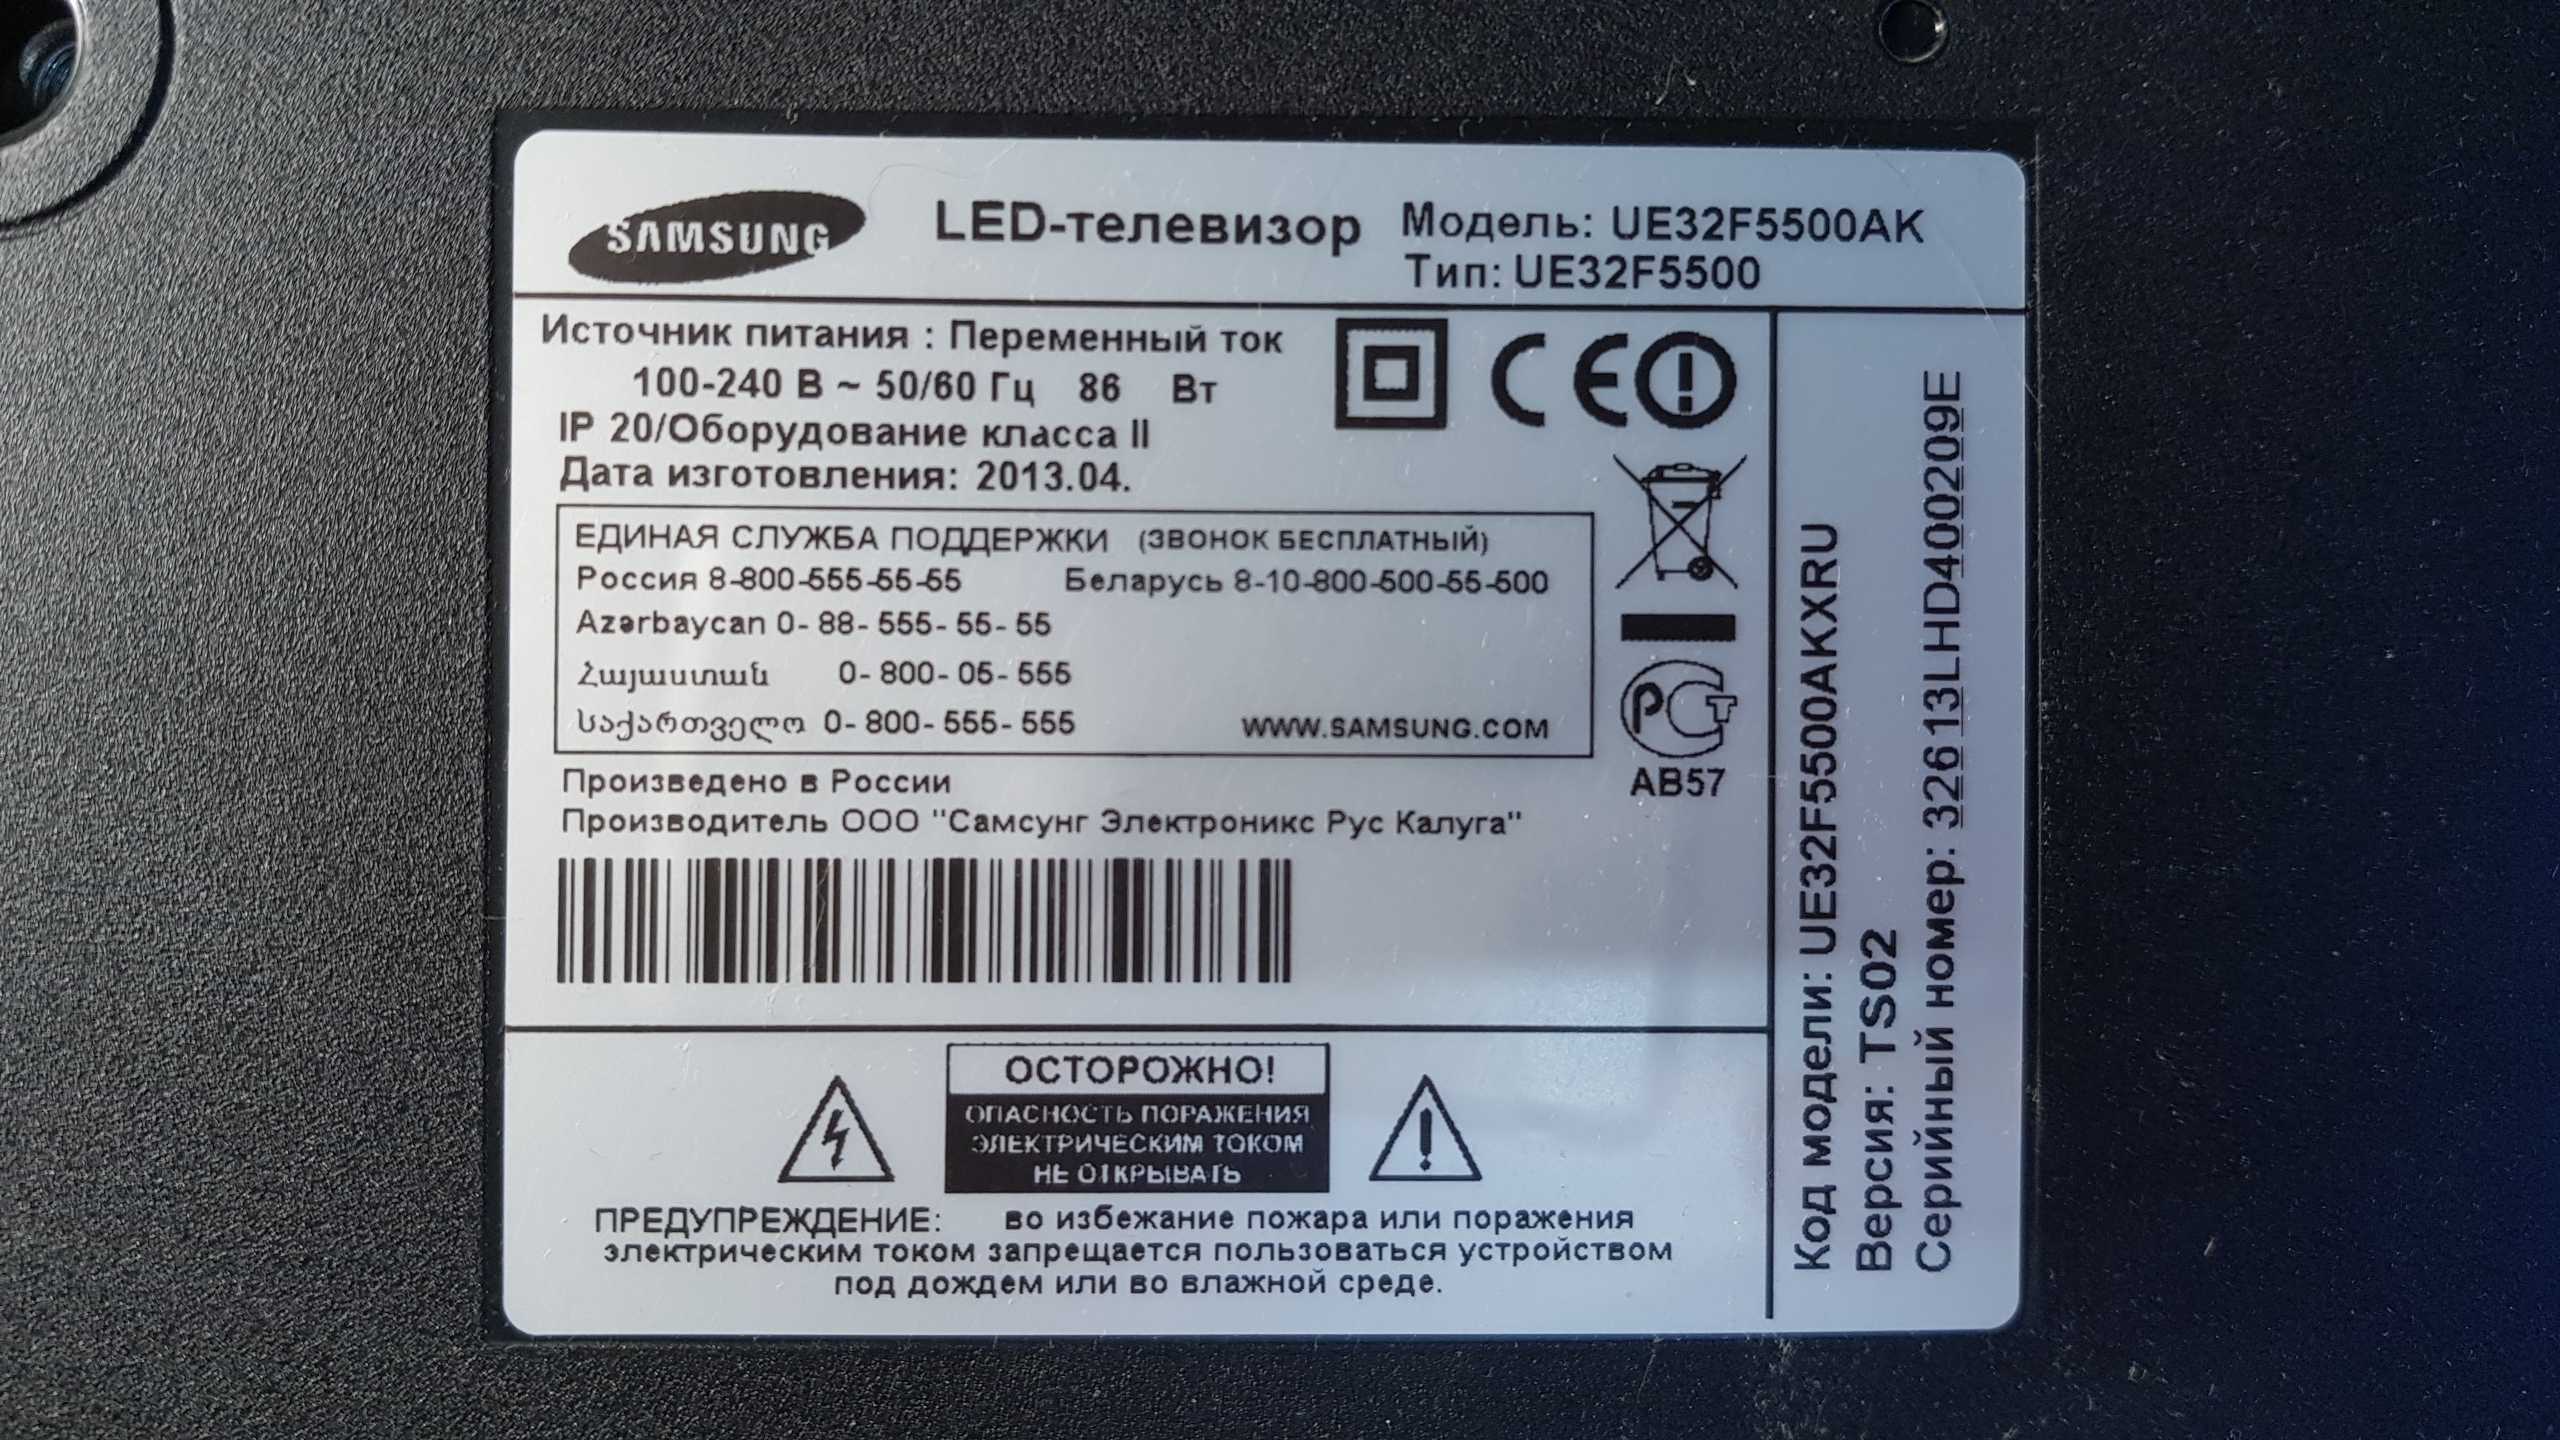 SAMSUNG
LED-телевизор
Модель: UE32F5500AK
Тип: UE32F5500
Источник питания : Переменный ток
100-240 В ~ 50/60 Гц 86 Вт
IP 20/Оборудование класса II
Дата изготовления: 2013.04.
CE
ЕДИНАЯ СЛУЖБА ПОДДЕРЖКИ (ЗВОНОК БЕСПЛАТНЫЙ)
Россия 8-800-555-55-55 Беларусь 8-10-800-500-55-500
Azərbaycan 0- 88- 555- 55- 55
Հայաստան 0- 800- 05- 555
საქართველო 0- 800- 555- 555 WWW.SAMSUNG.COM
РСТ
АВ57
Произведено в России
Производитель ООО "Самсунг Электроникс Рус Калуга"
ОСТОРОЖНО!
ОПАСНОСТЬ ПОРАЖЕНИЯ
ЭЛЕКТРИЧЕСКИМ ТОКОМ
НЕ ОТКРЫВАТЬ
ПРЕДУПРЕЖДЕНИЕ: во избежание пожара или поражения
электрическим током запрещается пользоваться устройством
под дождем или во влажной среде.
Код модели: UE32F5500AKXRU
Версия: TS02
Серийный номер: 32613LHD400209E